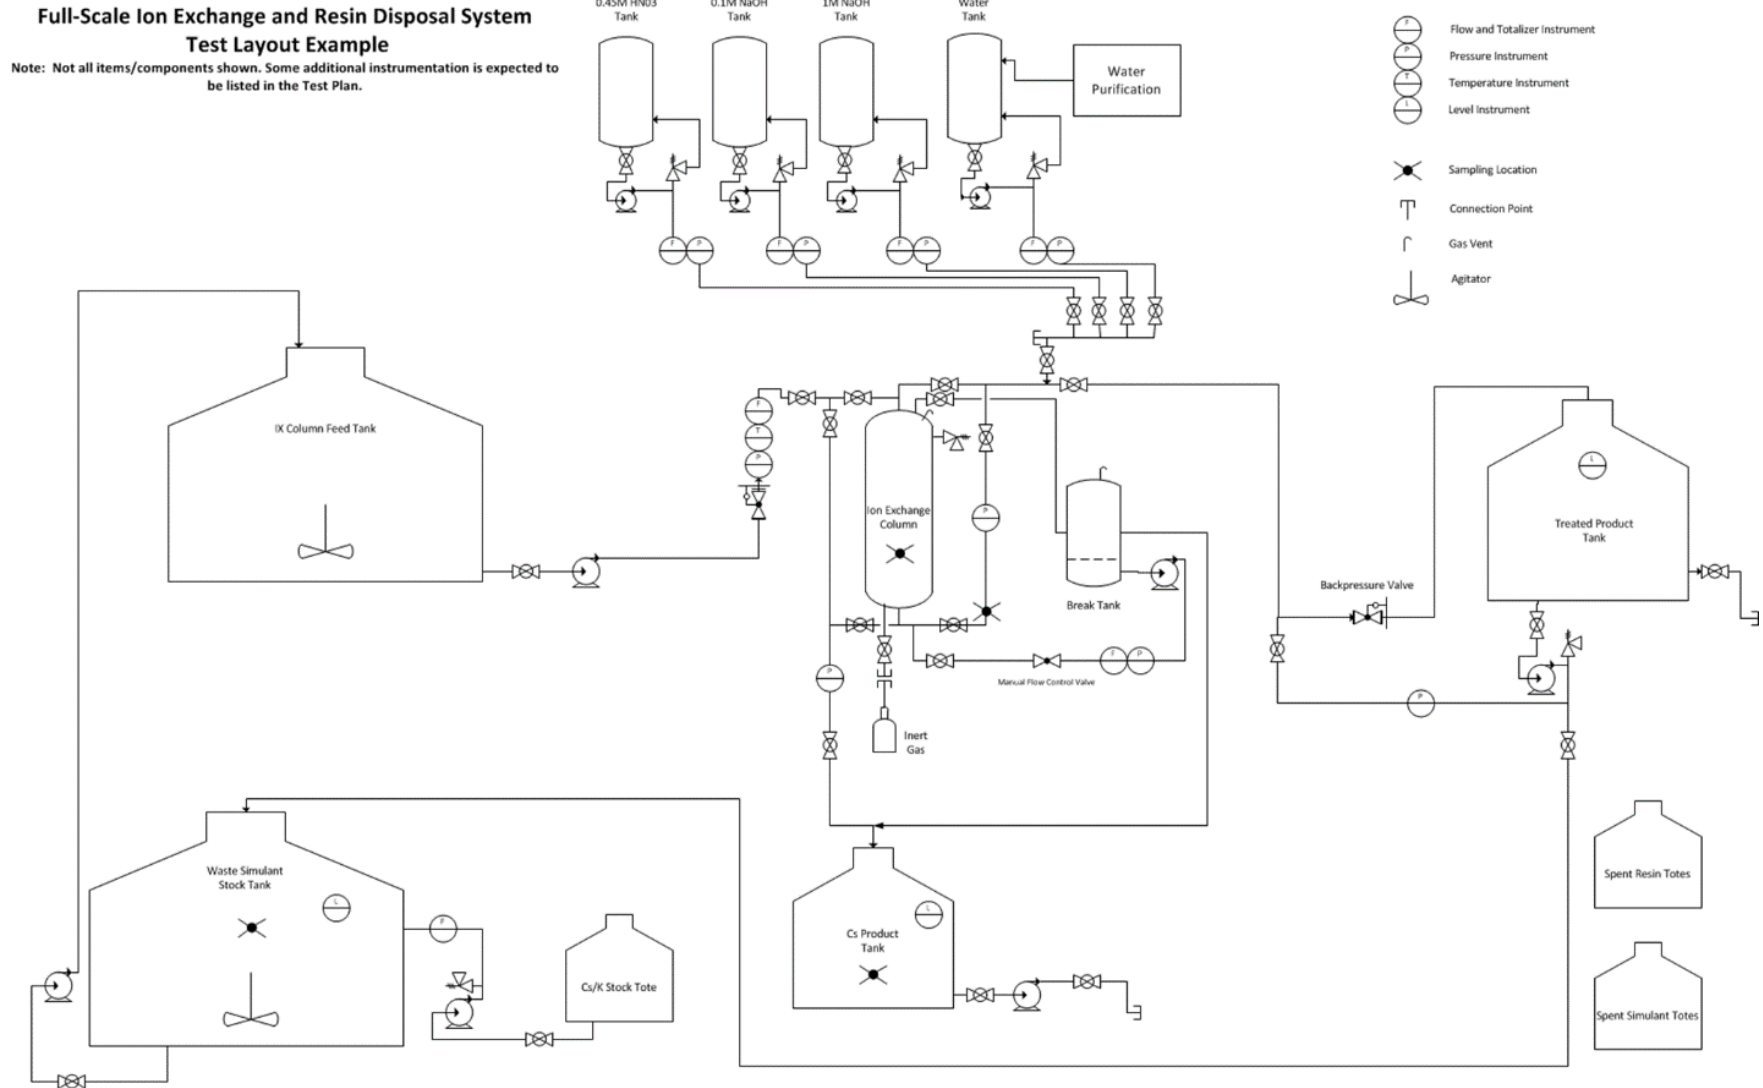 Full-Scale Ion Exchange and Resin Disposal System
Test Layout Example
Note: Not all items/components shown. Some additional instrumentation is expected to
be listed in the Test Plan.
0.45M HN03
Tank
0.1M NaOH
Tank
1M NaOH
Tank
Water
Tank
Water
Purification
F
Flow and Totalizer Instrument
P
Pressure Instrument
T
Temperature Instrument
L
Level Instrument
Sampling Location
Connection Point
Gas Vent
Agitator
F
P
F
P
F
P
F
P
IX Column Feed Tank
F
T
P
Ion Exchange
Column
P
Break Tank
L
Treated Product
Tank
Backpressure Valve
F
P
Manual Flow Control Valve
P
P
Inert
Gas
Waste Simulant
Stock Tank
L
F
Cs/K Stock Tote
L
Cs Product
Tank
Spent Resin Totes
Spent Simulant Totes